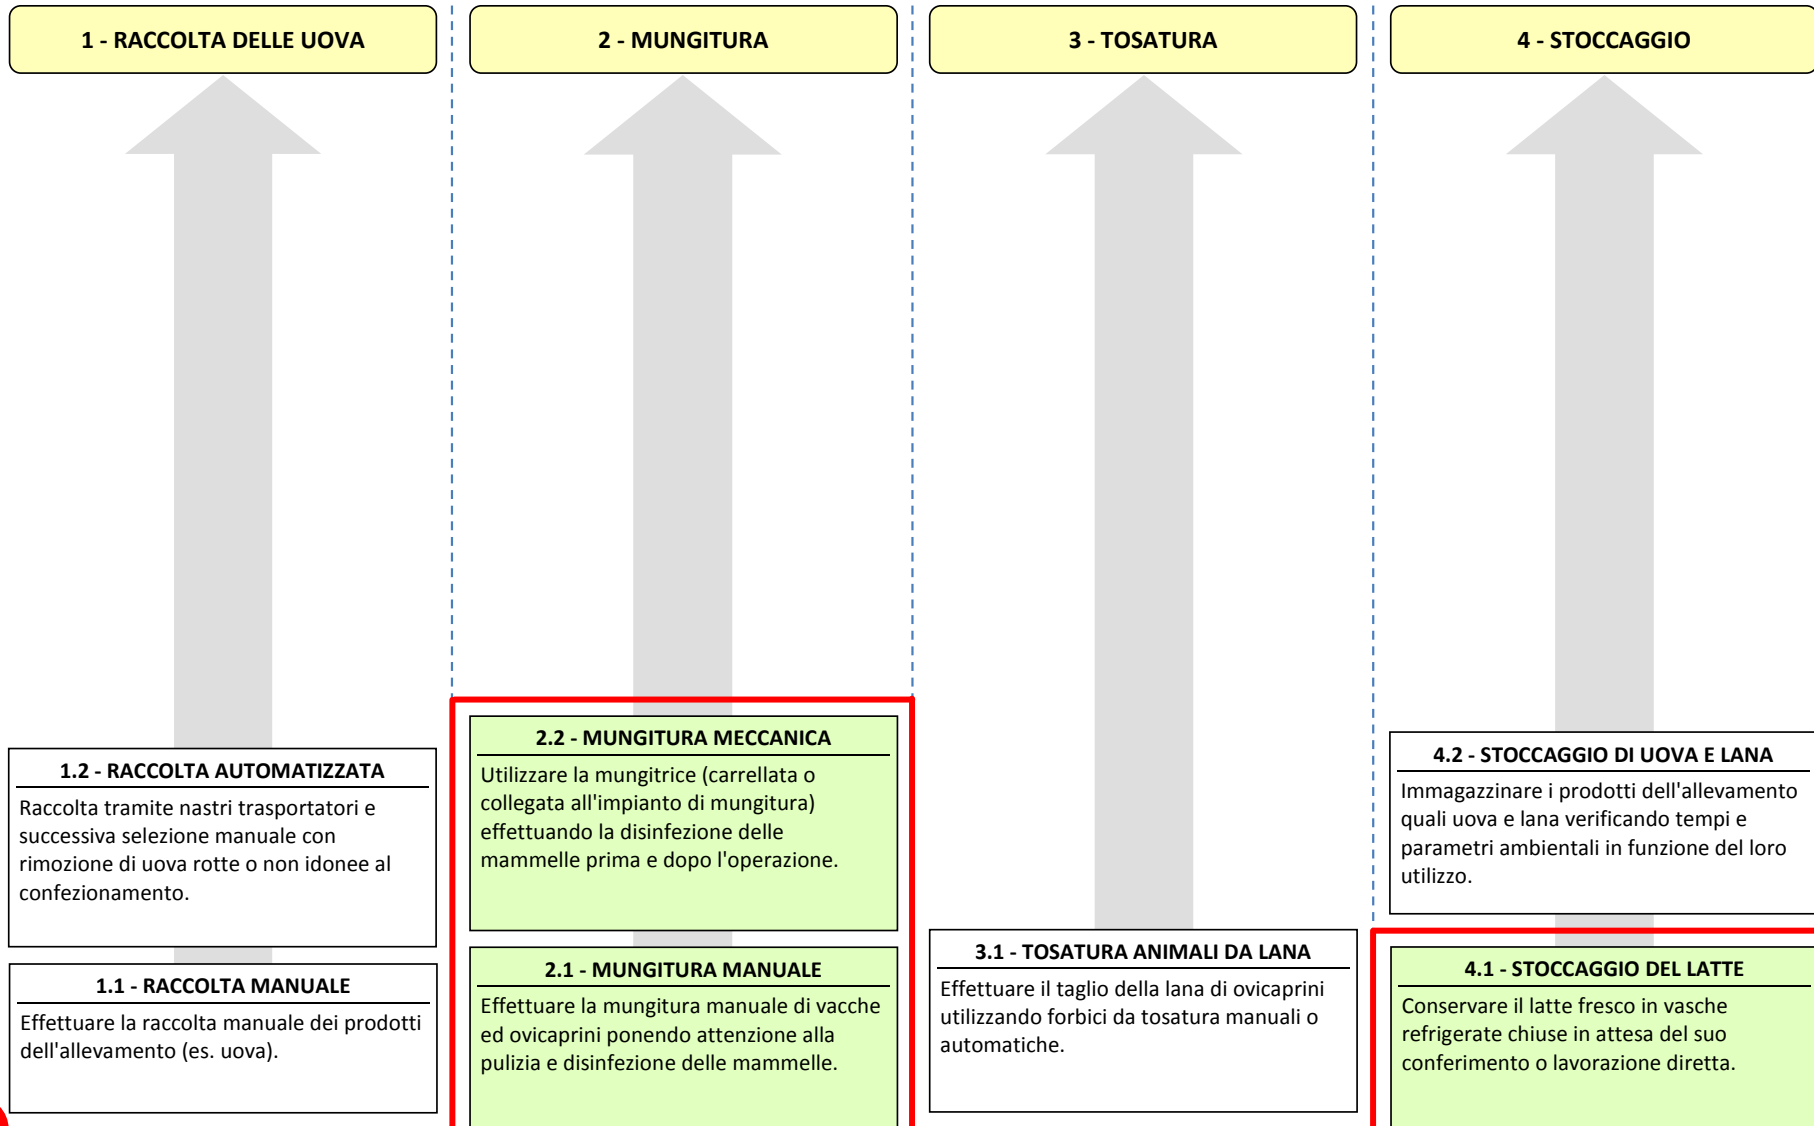 1 - RACCOLTA DELLE UOVA
2 - MUNGITURA
3 - TOSATURA
4 - STOCCAGGIO
1.2 - RACCOLTA AUTOMATIZZATA
Raccolta tramite nastri trasportatori e
successiva selezione manuale con
rimozione di uova rotte o non idonee al
confezionamento.
1.1 - RACCOLTA MANUALE
Effettuare la raccolta manuale dei prodotti
dell'allevamento (es. uova).
2.2 - MUNGITURA MECCANICA
Utilizzare la mungitrice (carrellata o
collegata all'impianto di mungitura)
effettuando la disinfezione delle
mammelle prima e dopo l'operazione.
2.1 - MUNGITURA MANUALE
Effettuare la mungitura manuale di vacche
ed ovicaprini ponendo attenzione alla
pulizia e disinfezione delle mammelle.
3.1 - TOSATURA ANIMALI DA LANA
Effettuare il taglio della lana di ovicaprini
utilizzando forbici da tosatura manuali o
automatiche.
4.2 - STOCCAGGIO DI UOVA E LANA
Immagazzinare i prodotti dell'allevamento
quali uova e lana verificando tempi e
parametri ambientali in funzione del loro
utilizzo.
4.1 - STOCCAGGIO DEL LATTE
Conservare il latte fresco in vasche
refrigerate chiuse in attesa del suo
conferimento o lavorazione diretta.